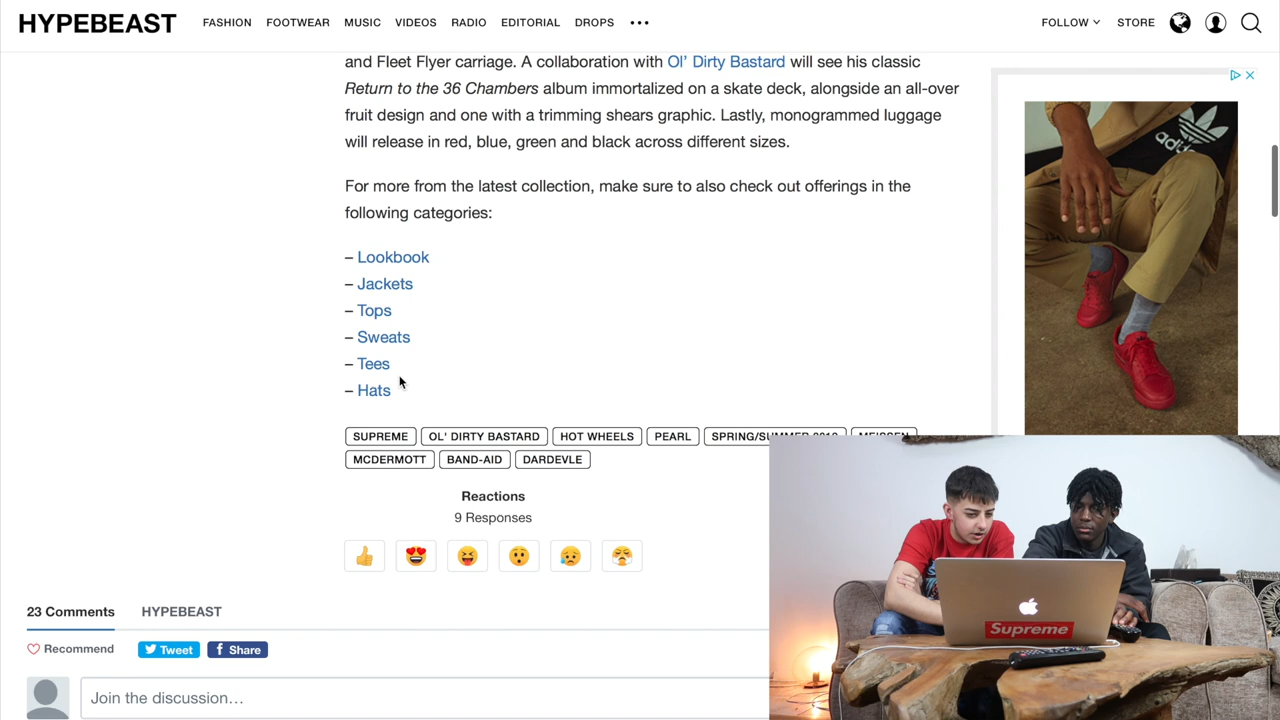 HYPEBEAST
FASHION FOOTWEAR MUSIC VIDEOS RADIO EDITORIAL DROPS •••
FOLLOW STORE
and Fleet Flyer carriage. A collaboration with Ol’ Dirty Bastard will see his classic
Return to the 36 Chambers album immortalized on a skate deck, alongside an all-over
fruit design and one with a trimming shears graphic. Lastly, monogrammed luggage
will release in red, blue, green and black across different sizes.
For more from the latest collection, make sure to also check out offerings in the
following categories:
– Lookbook
– Jackets
– Tops
– Sweats
– Tees
– Hats
SUPREME OL' DIRTY BASTARD HOT WHEELS PEARL SPRING/SUMMER 2018 MEISSEN
MCDERMOTT BAND-AID DARDEVLE
Reactions
9 Responses
23 Comments HYPEBEAST
Recommend Tweet Share
Join the discussion…
adidas
Supreme